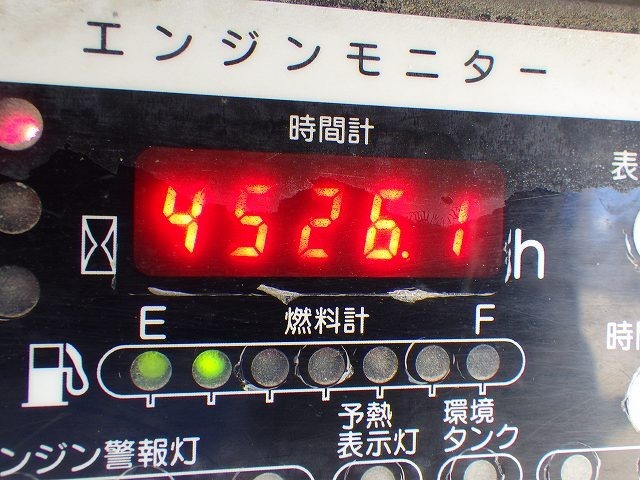 エンジンモニター
時間計
表
4526.1 h
E 燃料計 F
時間
予熱 環境
表示灯 タンク
ンジン警報灯